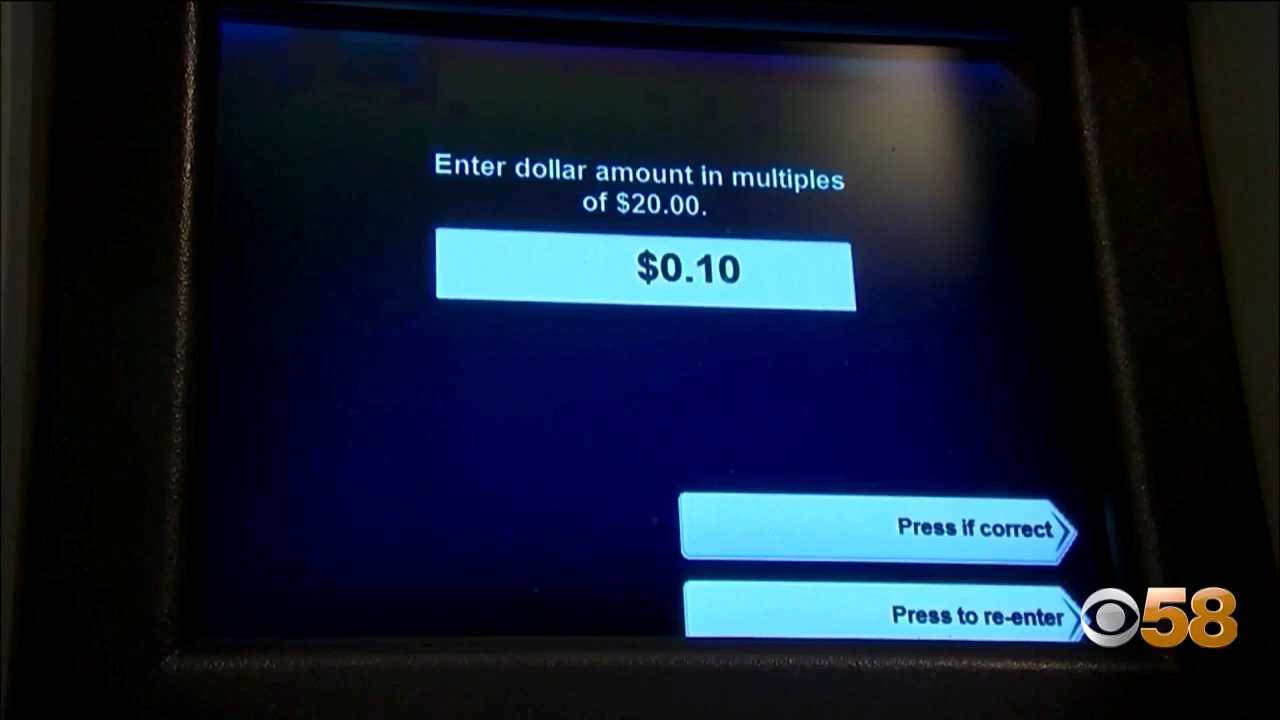 Enter dollar amount in multiples
of $20.00.
$0.10
Press if correct
Press to re-enter
58